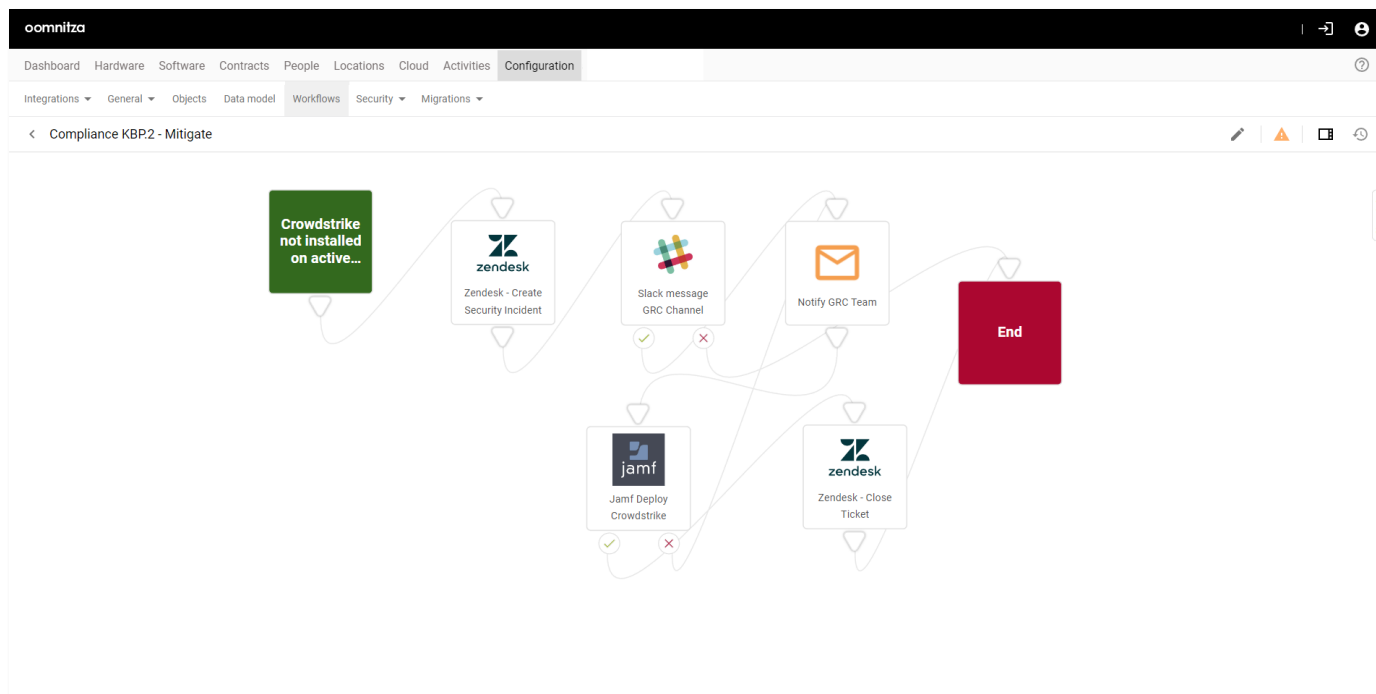 oomnitza
Dashboard Hardware Software Contracts People Locations Cloud Activities Configuration
Integrations General Objects Data model Workflows Security Migrations
Compliance KBP.2 - Mitigate
Crowdstrike
not installed
on active...
zendesk
Zendesk - Create
Security Incident
Slack message
GRC Channel
Notify GRC Team
End
jamf
Jamf Deploy
Crowdstrike
zendesk
Zendesk - Close
Ticket